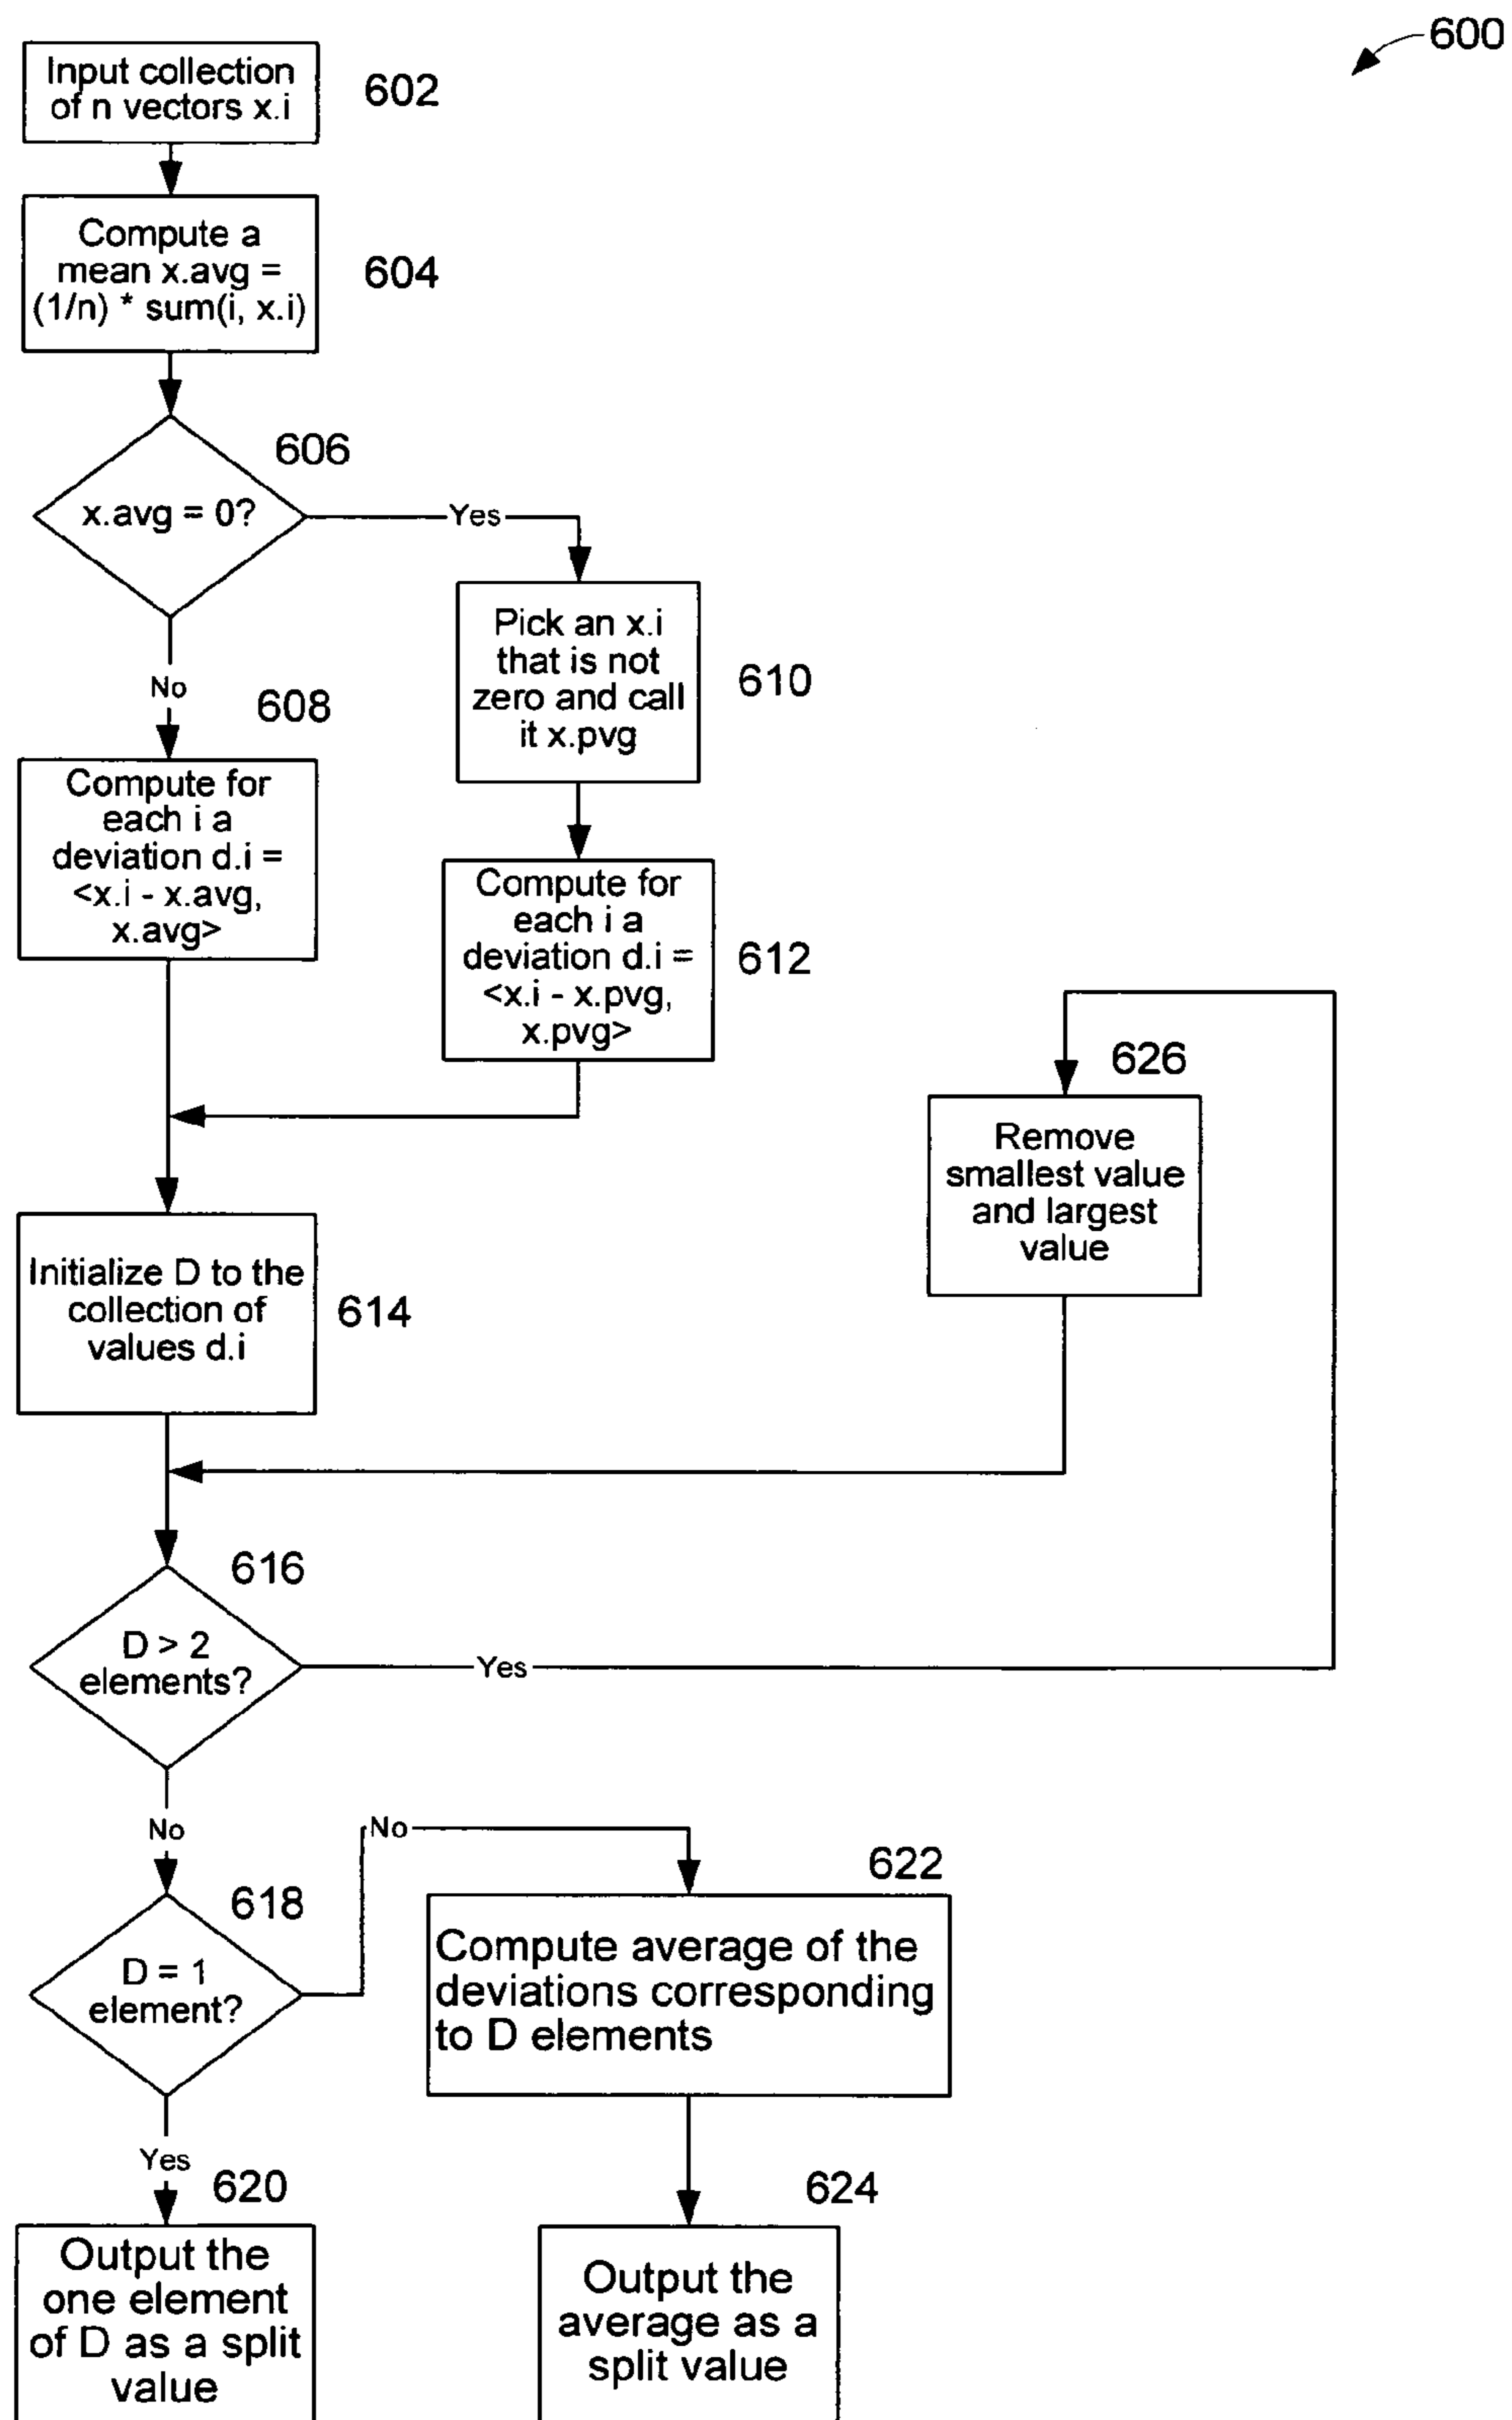 600
Input collection
of n vectors x.i
602
Compute a
mean x.avg =
(1/n) * sum(i, x.i)
604
606
x.avg = 0?
Yes
No
608
Pick an x.i
that is not
zero and call
it x.pvg
610
Compute for
each i a
deviation d.i =
<x.i - x.avg,
x.avg>
Compute for
each i a
deviation d.i =
<x.i - x.pvg,
x.pvg>
612
626
Remove
smallest value
and largest
value
Initialize D to the
collection of
values d.i
614
616
D > 2
elements?
Yes
No
618
D = 1
element?
No
622
Compute average of the
deviations corresponding
to D elements
Yes
620
Output the
one element
of D as a split
value
624
Output the
average as a
split value